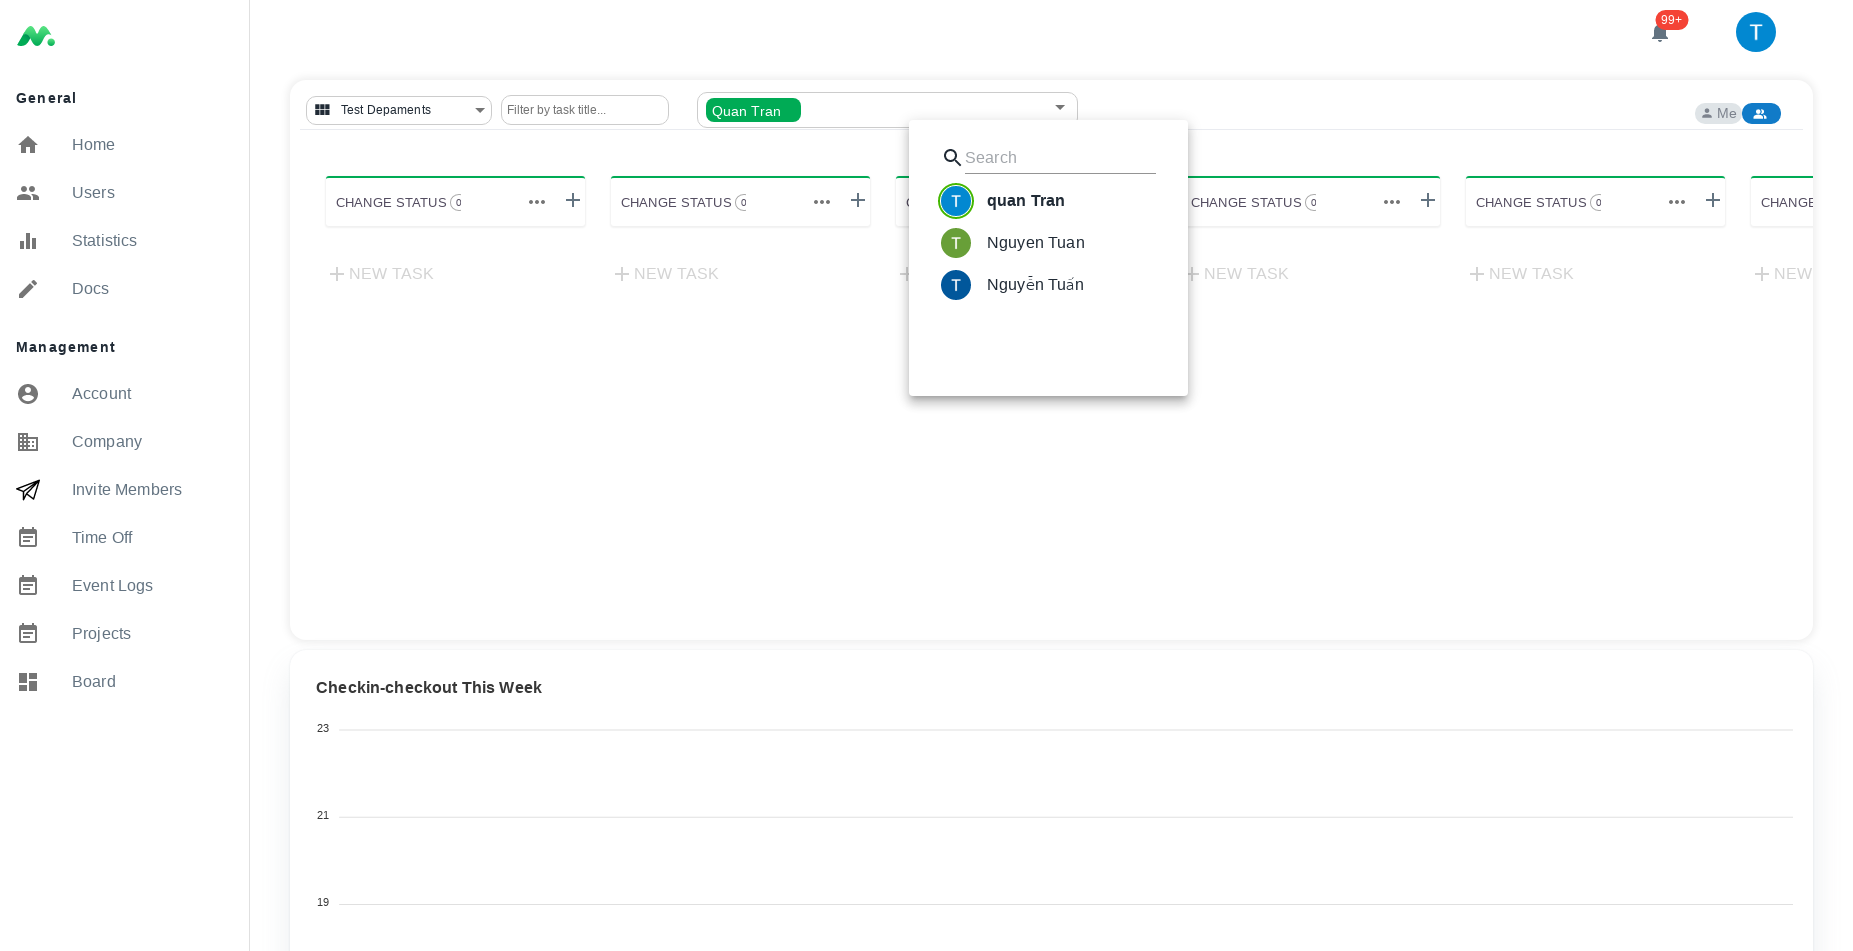 99+
T
General
Home
Users
Statistics
Docs
Management
Account
Company
Invite Members
Time Off
Event Logs
Projects
Board
Test Depaments
Filter by task title...
Quan Tran
Me
CHANGE STATUS 0
CHANGE STATUS 0
CHANGE STATUS 0
CHANGE STATUS 0
NEW TASK
NEW TASK
NEW TASK
NEW TASK
NEW
Search
T quan Tran
T Nguyen Tuan
T Nguyễn Tuấn
Checkin-checkout This Week
23
21
19